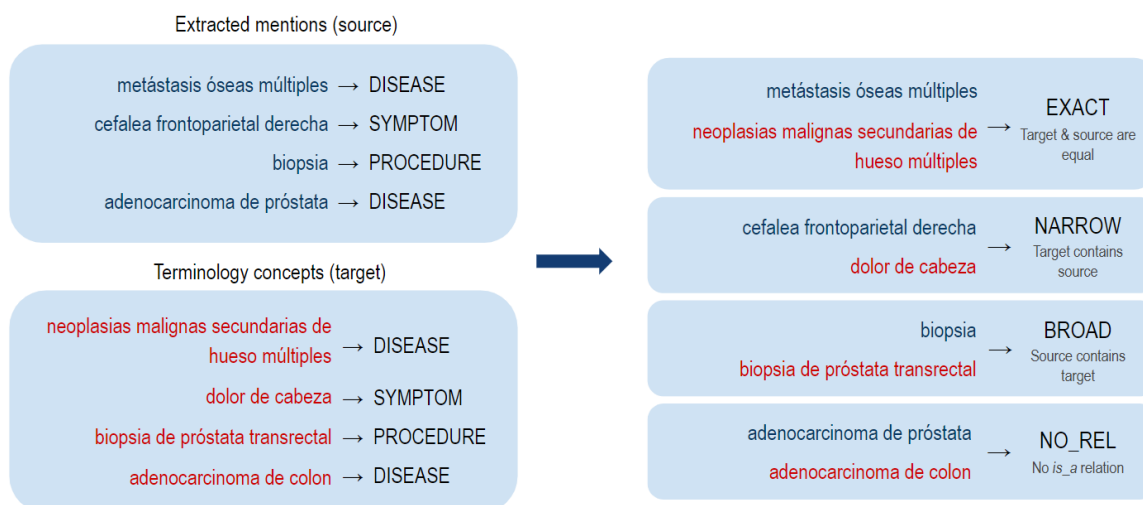 Extracted mentions (source)
metástasis óseas múltiples → DISEASE
cefalea frontoparietal derecha → SYMPTOM
biopsia → PROCEDURE
adenocarcinoma de próstata → DISEASE
Terminology concepts (target)
neoplasias malignas secundarias de
hueso múltiples → DISEASE
dolor de cabeza → SYMPTOM
biopsia de próstata transrectal → PROCEDURE
adenocarcinoma de colon → DISEASE
metástasis óseas múltiples
neoplasias malignas secundarias de
hueso múltiples
→ EXACT
Target & source are
equal
cefalea frontoparietal derecha
dolor de cabeza
→ NARROW
Target contains
source
biopsia
biopsia de próstata transrectal
→ BROAD
Source contains
target
adenocarcinoma de próstata
adenocarcinoma de colon
→ NO_REL
No is_a relation